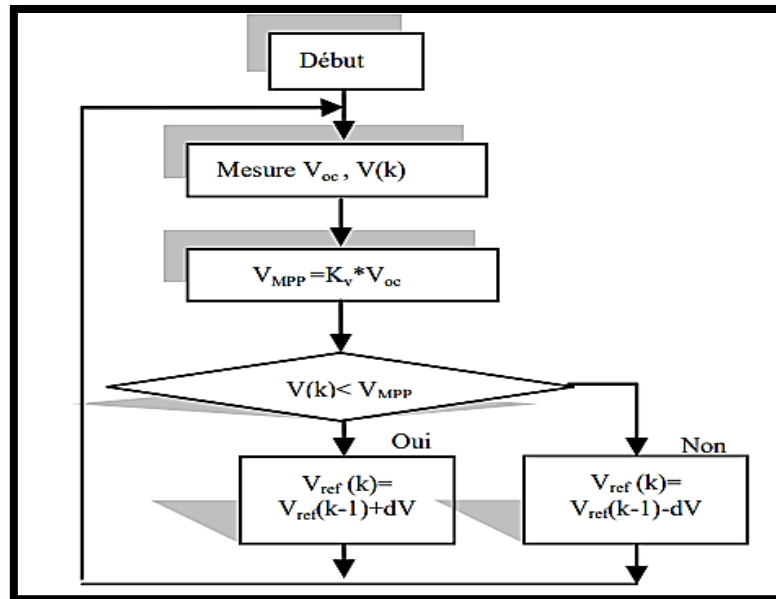 Début
Mesure Voc , V(k)
VMPP =Kv*Voc
V(k)< VMPP
Oui
Non
Vref (k)=
Vref(k-1)+dV
Vref (k)=
Vref(k-1)-dV